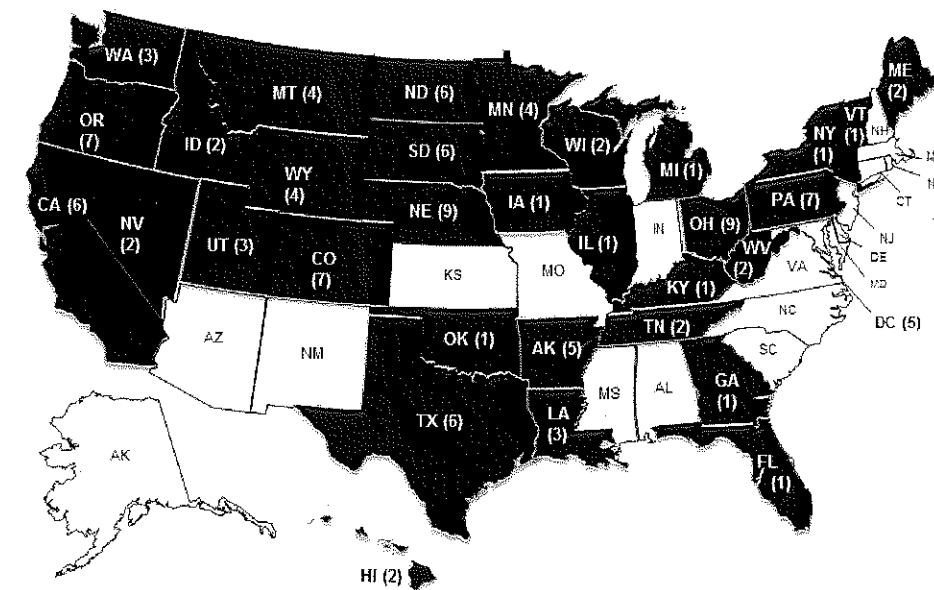 WA (3)
MT (4)
ND (6)
MN (4)
ME
(2)
VT
(1)
NH
OR
(7)
ID (2)
SD (6)
WI (2)
MI (1)
NY
(1)
WY
(4)
CT
CA (6)
NV
(2)
UT (3)
CO
(7)
NE (9)
IA (1)
IL (1)
IN
OH (9)
PA (7)
NJ
DE
MD
WV
(2)
VA
KS
MO
KY (1)
DC (5)
AZ
NM
OK (1)
AK (5)
TN (2)
NC
SC
MS
AL
GA
(1)
TX (6)
LA
(3)
FL
(1)
AK
HI (2)